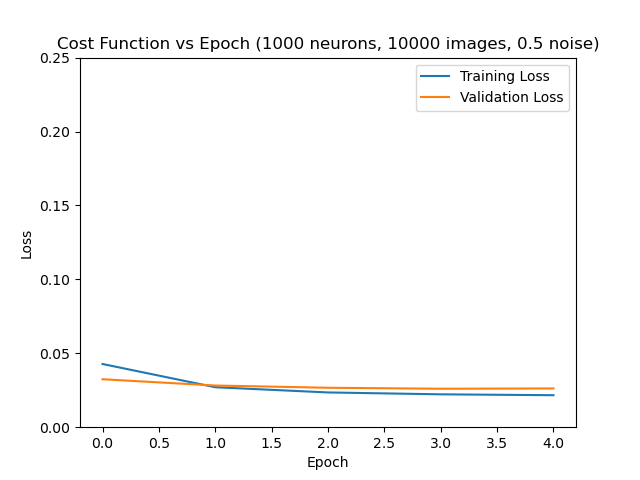 Cost Function vs Epoch (1000 neurons, 10000 images, 0.5 noise)
Training Loss
Validation Loss
0.25
0.20
0.15
0.10
0.05
0.00
Loss
0.0 0.5 1.0 1.5 2.0 2.5 3.0 3.5 4.0
Epoch